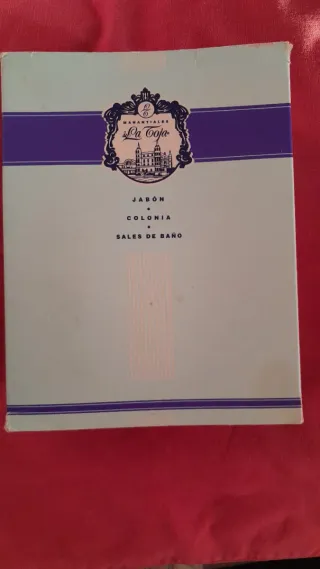 MANANTIALES
La Toja
JABÓN
COLONIA
SALES DE BAÑO